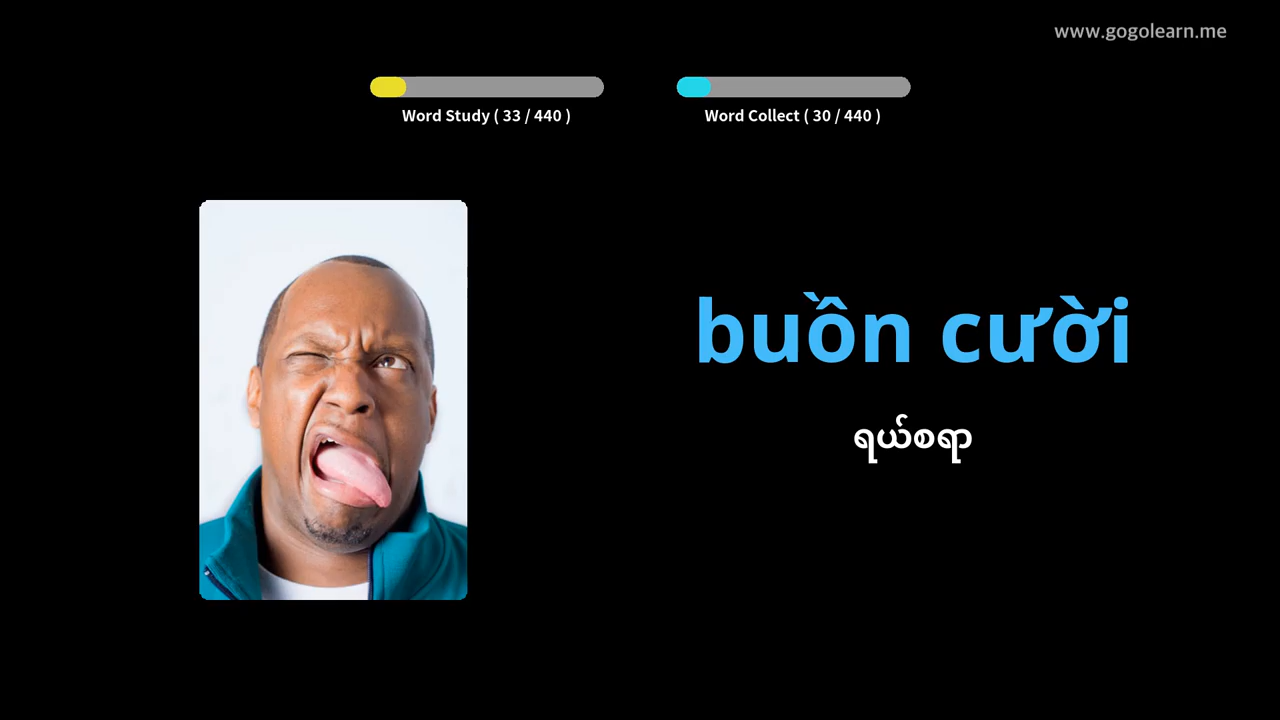 www.gogolearn.me
Word Study ( 33 / 440 )
Word Collect ( 30 / 440 )
buồn cười
ရယ်စရာ